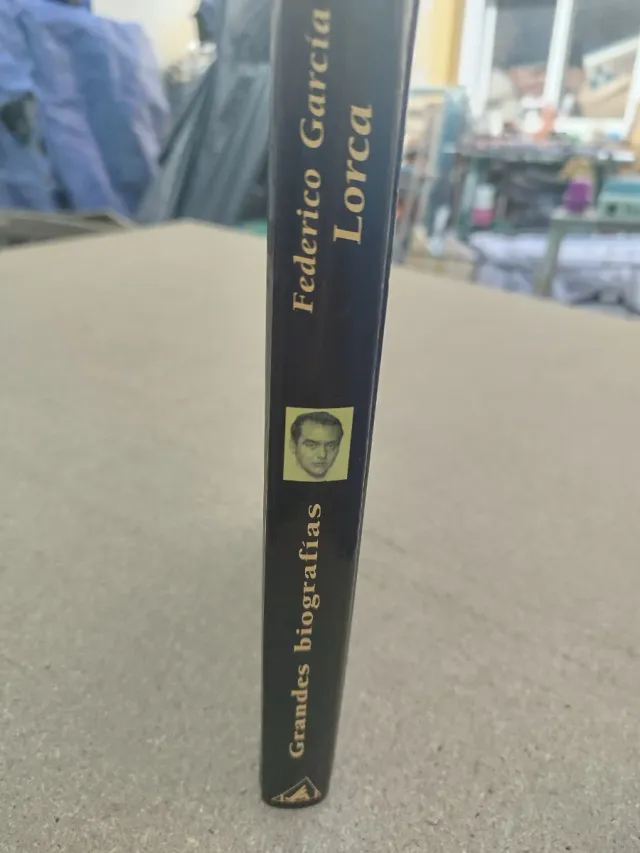 Federico García
Lorca
Grandes biografías